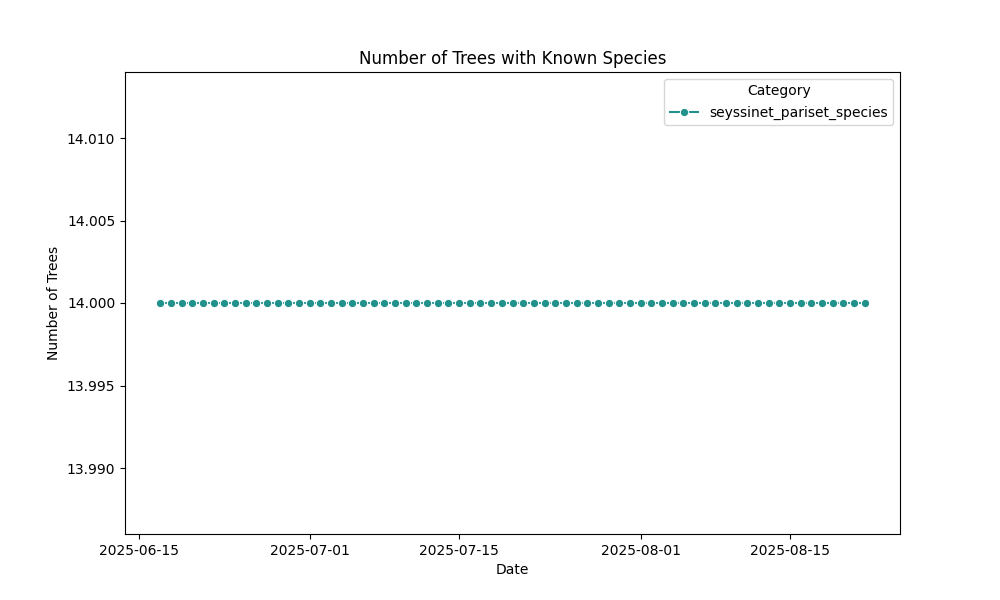 Number of Trees with Known Species
Category
seyssinet_pariset_species
Number of Trees
14.010
14.005
14.000
13.995
13.990
2025-06-15
2025-07-01
2025-07-15
2025-08-01
2025-08-15
Date